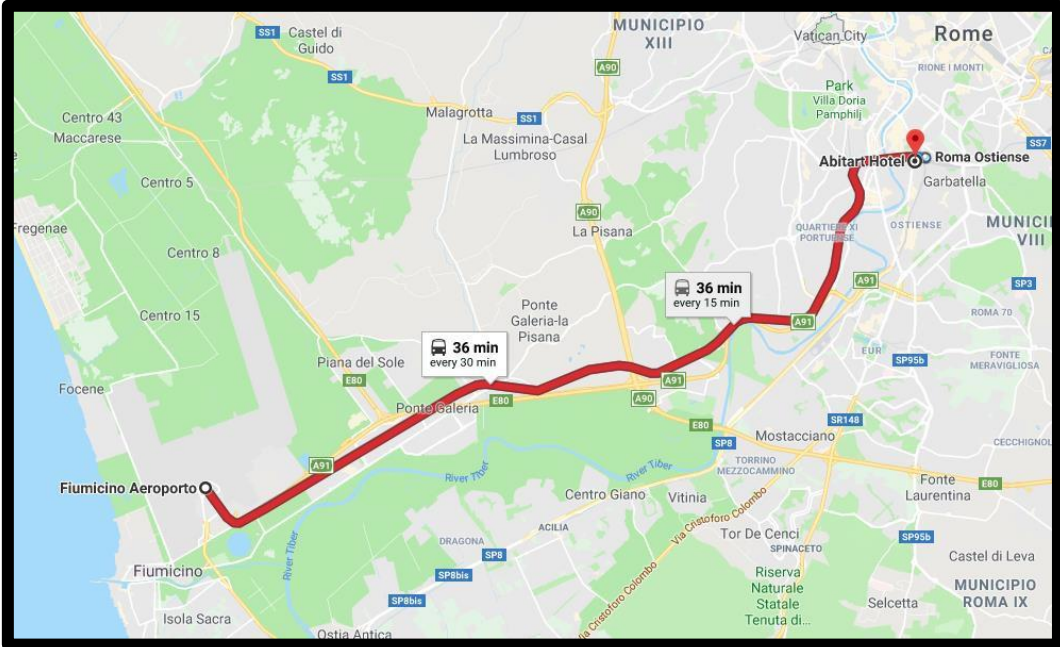 MUNICIPIO
XIII
Vatican City
Rome
SS1
Castel di
Guido
RIONE I MONTI
A90
SS1
Park
Villa Doria
Pamphilj
Centro 43
Maccarese
Malagrotta
SS1
La Massimina-Casal
Lumbroso
SS7
Abitart Hotel
Roma Ostiense
Garbatella
Centro 5
A90
La Pisana
QUARTIERE XI
PORTUENSE
OSTIENSE
MUNICI
VIII
Fregenae
Centro 8
A91
SP3
36 min
every 15 min
Centro 15
Ponte
Galeria-la
Pisana
A91
ROMA 70
36 min
every 30 min
EUR
SP95b
FONTE
MERAVIGLIOSA
Piana del Sole
E80
A91
Focene
Ponte Galeria
E80
A90
E80
SR148
SP8
Mostacciano
CECCHIGNOL
A91
River Tiber
River Tiber
TORRINO
MEZZOCAMMINO
Fiumicino Aeroporto
Centro Giano
Vitinia
Fonte
Laurentina
E80
Via Cristoforo Colombo
ACILIA
DRAGONA
SP8
Tor De Cenci
SPINACETO
SP95b
River Tiber
Castel di Leva
Fiumicino
SP8bis
Riserva
Naturale
Statale
Tenuta di...
MUNICIPIO
ROMA IX
SP8bis
Via Cristoforo Colombo
Selcetta
Isola Sacra
Ostia Antica